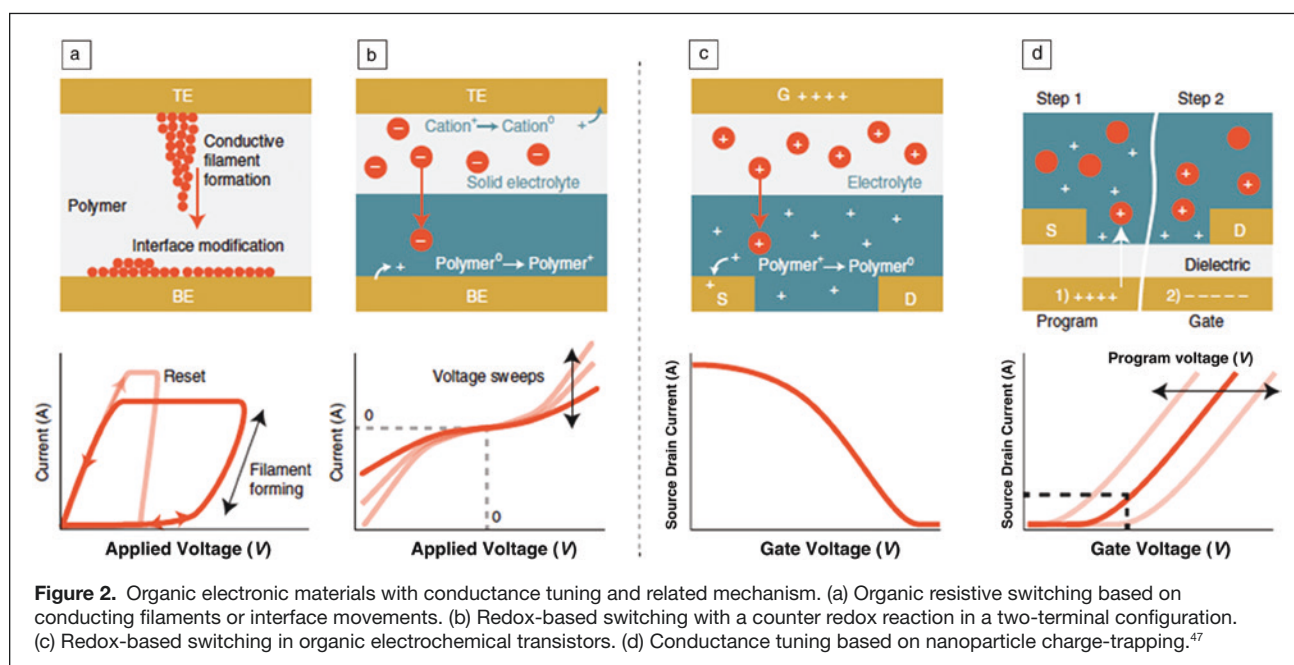 a
TE
Conductive
filament
formation
Polymer
Interface modification
BE
Current (A)
Reset
Filament
forming
Applied Voltage (V)
b
TE
Cation⁺ → Cation⁰ +
− − − − −
Solid electrolyte
−
+ Polymer⁰ → Polymer⁺
BE
Current (A)
0
Voltage sweeps
0
Applied Voltage (V)
c
G ++++
+ + + + + +
Electrolyte
+ + + + +
+ Polymer⁺ → Polymer⁰
+ S + + D
Source Drain Current (A)
Gate Voltage (V)
d
Step 1 Step 2
+ + + + + + +
S + + + + D
Dielectric
1) ++++ 2) −−−−−
Program Gate
Source Drain Current (A)
Program voltage (V)
Gate Voltage (V)
Figure 2. Organic electronic materials with conductance tuning and related mechanism. (a) Organic resistive switching based on
conducting filaments or interface movements. (b) Redox-based switching with a counter redox reaction in a two-terminal configuration.
(c) Redox-based switching in organic electrochemical transistors. (d) Conductance tuning based on nanoparticle charge-trapping.⁴⁷